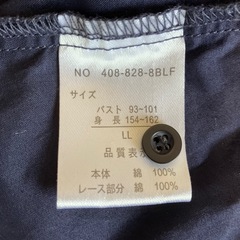 NO 408-828-8BLF
サイズ
バスト 93~101
身長 154~162
LL
品質表
本体 綿 100%
レース部分 綿 100%